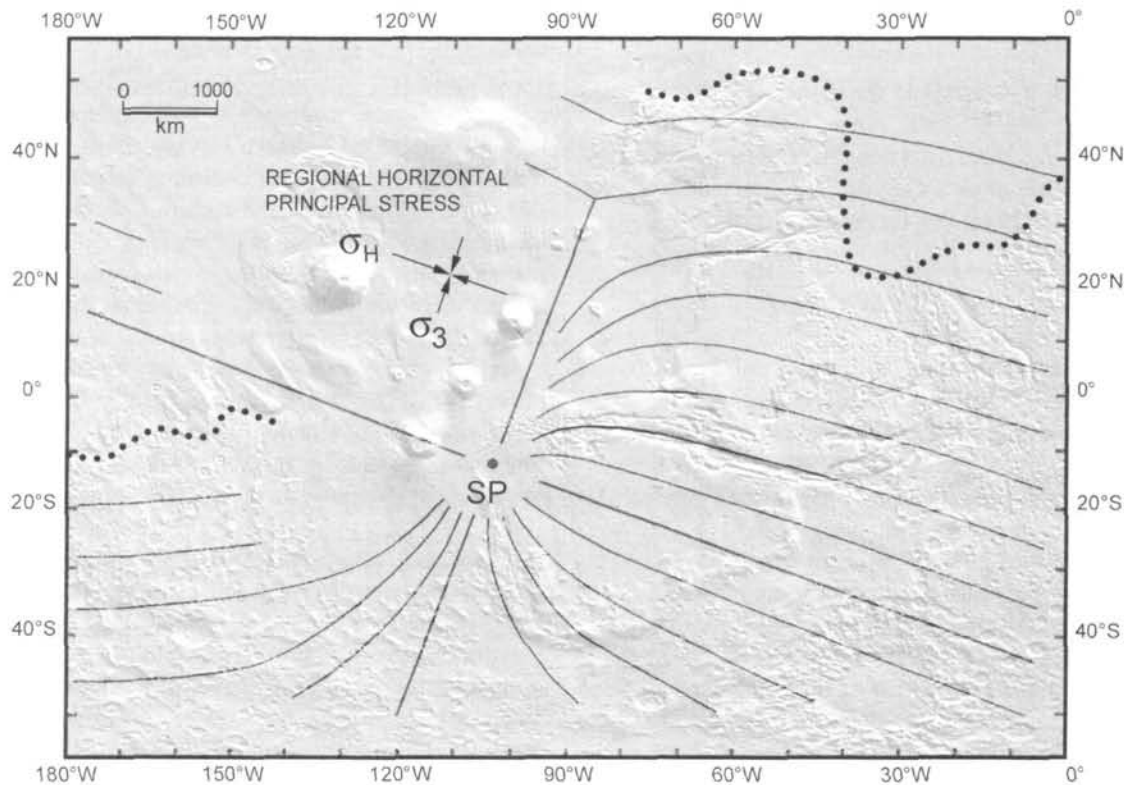 180°W 150°W 120°W 90°W 60°W 30°W 0°
0 1000
km
40°N 40°N
REGIONAL HORIZONTAL
PRINCIPAL STRESS
σH
20°N 20°N
σ3
0° 0°
20°S SP 20°S
40°S 40°S
180°W 150°W 120°W 90°W 60°W 30°W 0°